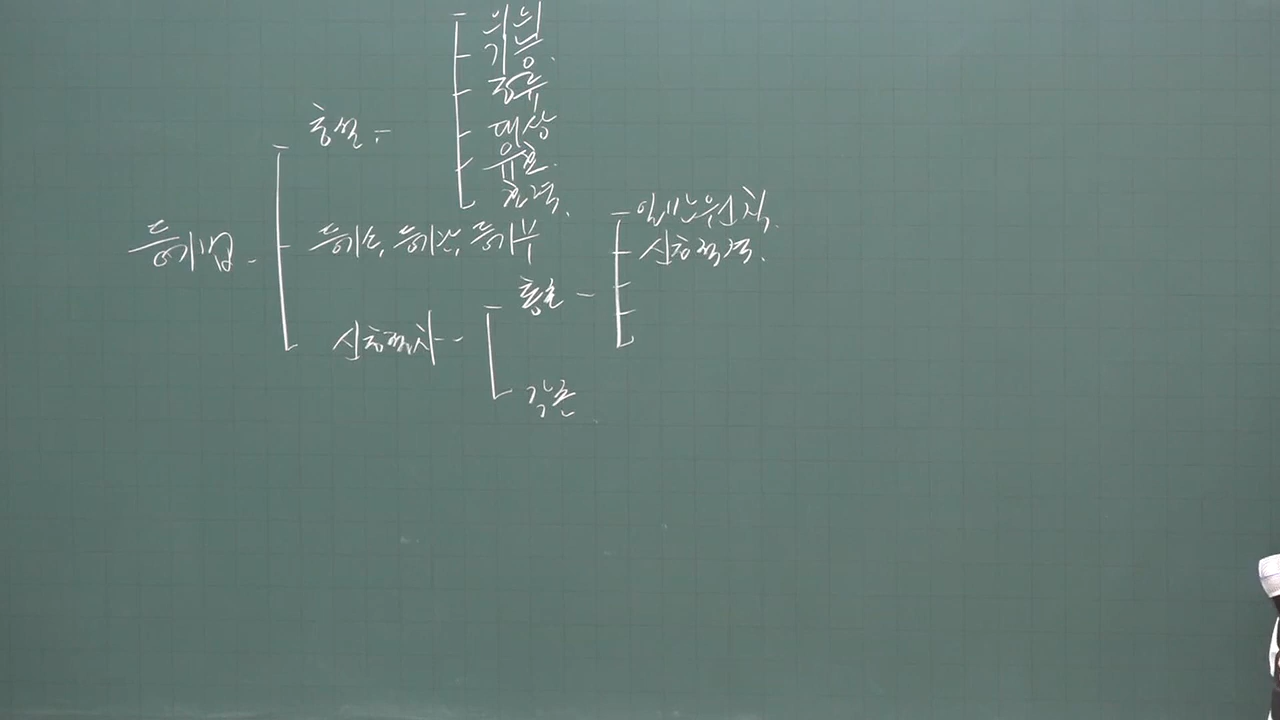 의의
기능.
종류
대상
유효.
효력.
총설 -
등기법 -
등기소, 등기관, 등기부
신청절차 -
총론 -
일반원칙.
신청적격.
각론